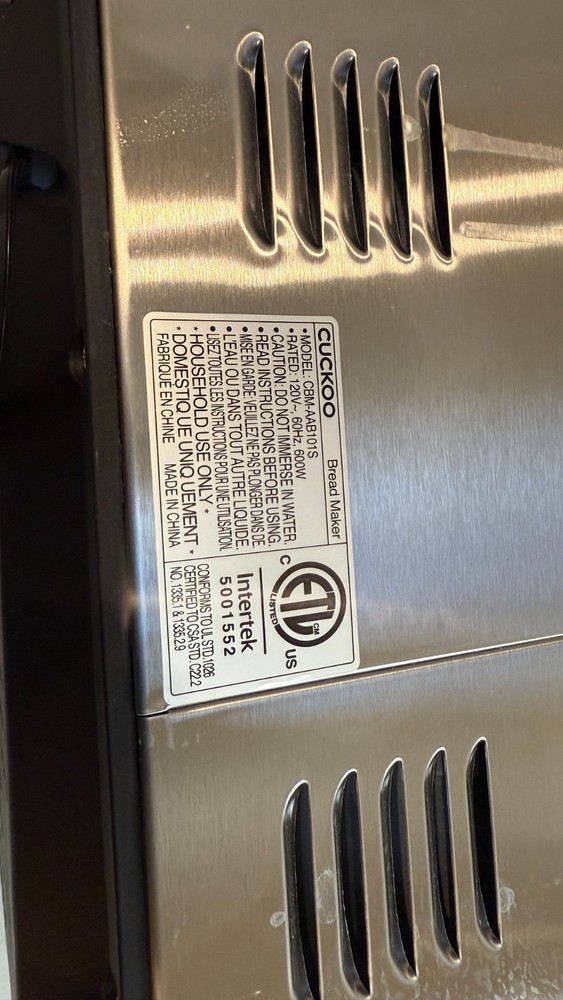 CUCKOO Bread Maker
• MODEL: CBM-AAB101S
• RATED: 120V~, 60Hz, 600W
• CAUTION: DO NOT IMMERSE IN WATER.
• READ INSTRUCTIONS BEFORE USING.
• MISE EN GARDE: VEUILLEZ NE PAS PLONGER DANS DE
• L'EAU OU DANS TOUT AUTRE LIQUIDE.
• LISEZ TOUTES LES INSTRUCTIONS POUR UNE UTILISATION.
* HOUSEHOLD USE ONLY *
* DOMESTIQUE UNIQUEMENT *
FABRIQUE EN CHINE MADE IN CHINA
C ETL CM US
LISTED
Intertek
5001552
CONFORMS TO UL STD. 1026
CERTIFIED TO CSA STD. C22.2
NO. 1335.1 & 1335.2.9